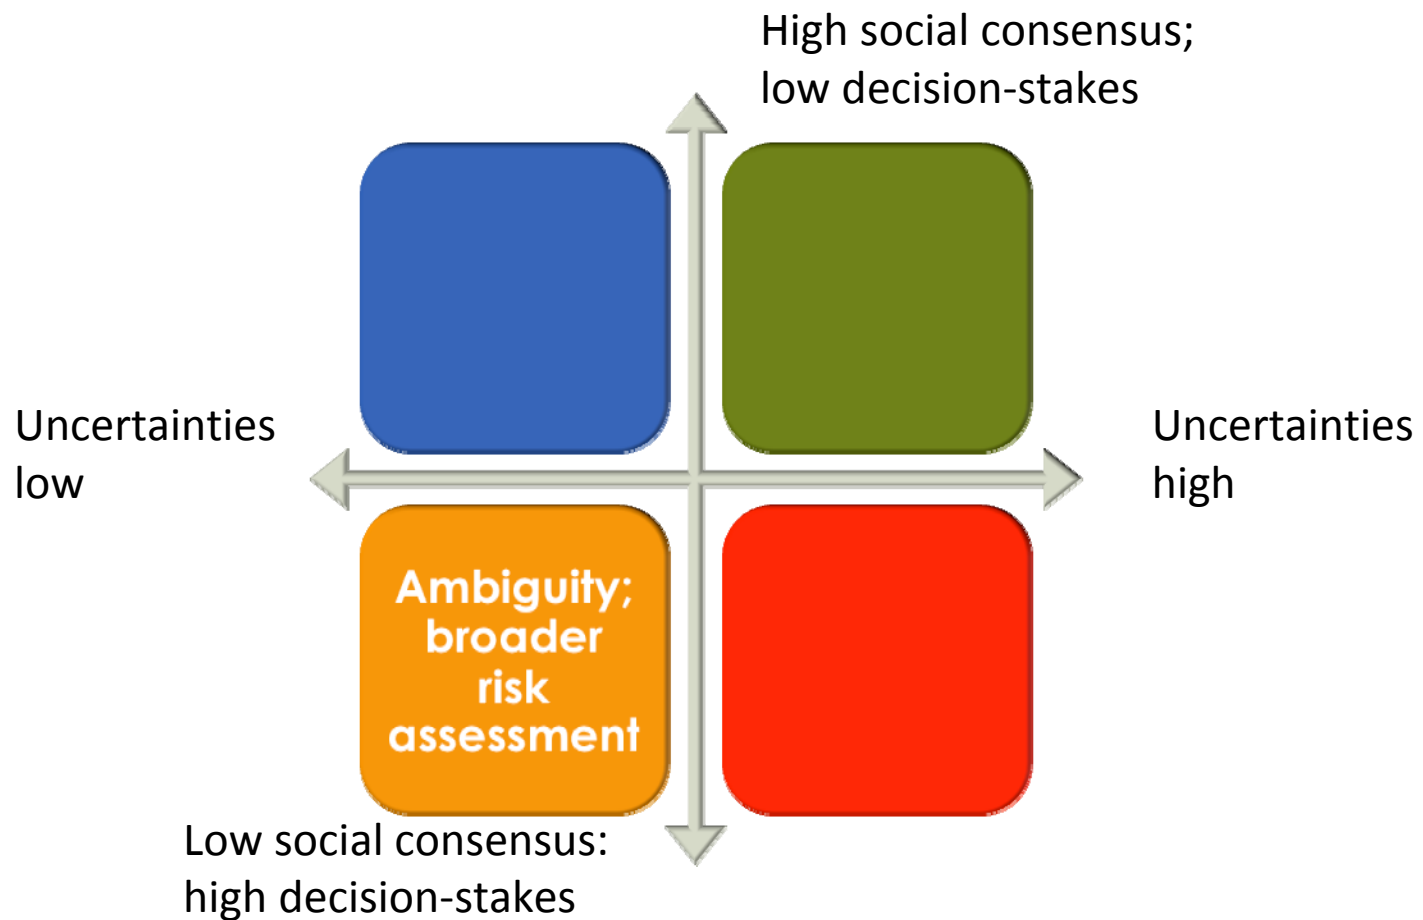 High social consensus;
low decision-stakes
Uncertainties
low
Uncertainties
high
Ambiguity;
broader
risk
assessment
Low social consensus:
high decision-stakes